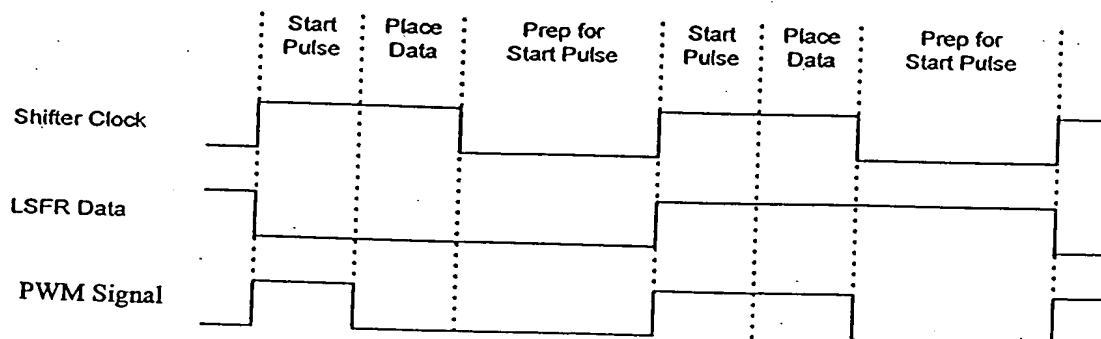 Start Pulse
Place Data
Prep for Start Pulse
Start Pulse
Place Data
Prep for Start Pulse
Shifter Clock
LSFR Data
PWM Signal